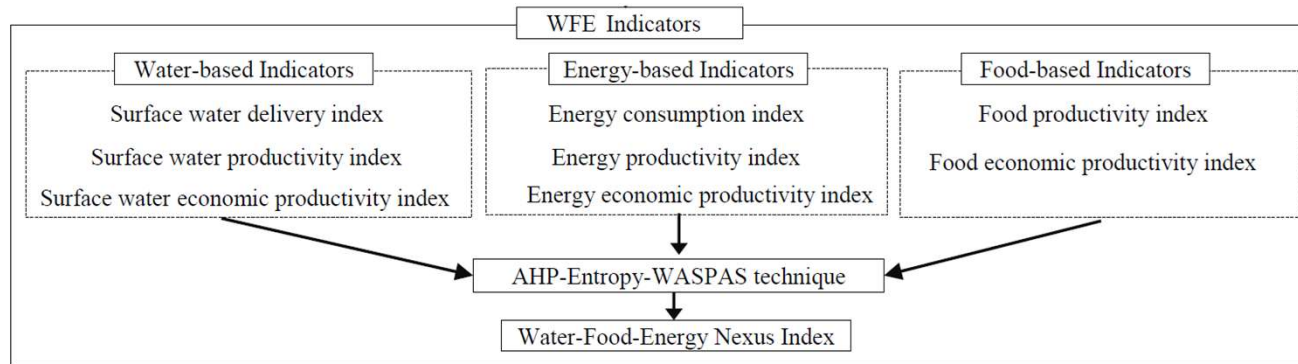 WFE Indicators
Water-based Indicators
Surface water delivery index
Surface water productivity index
Surface water economic productivity index
Energy-based Indicators
Energy consumption index
Energy productivity index
Energy economic productivity index
Food-based Indicators
Food productivity index
Food economic productivity index
AHP-Entropy-WASPAS technique
Water-Food-Energy Nexus Index